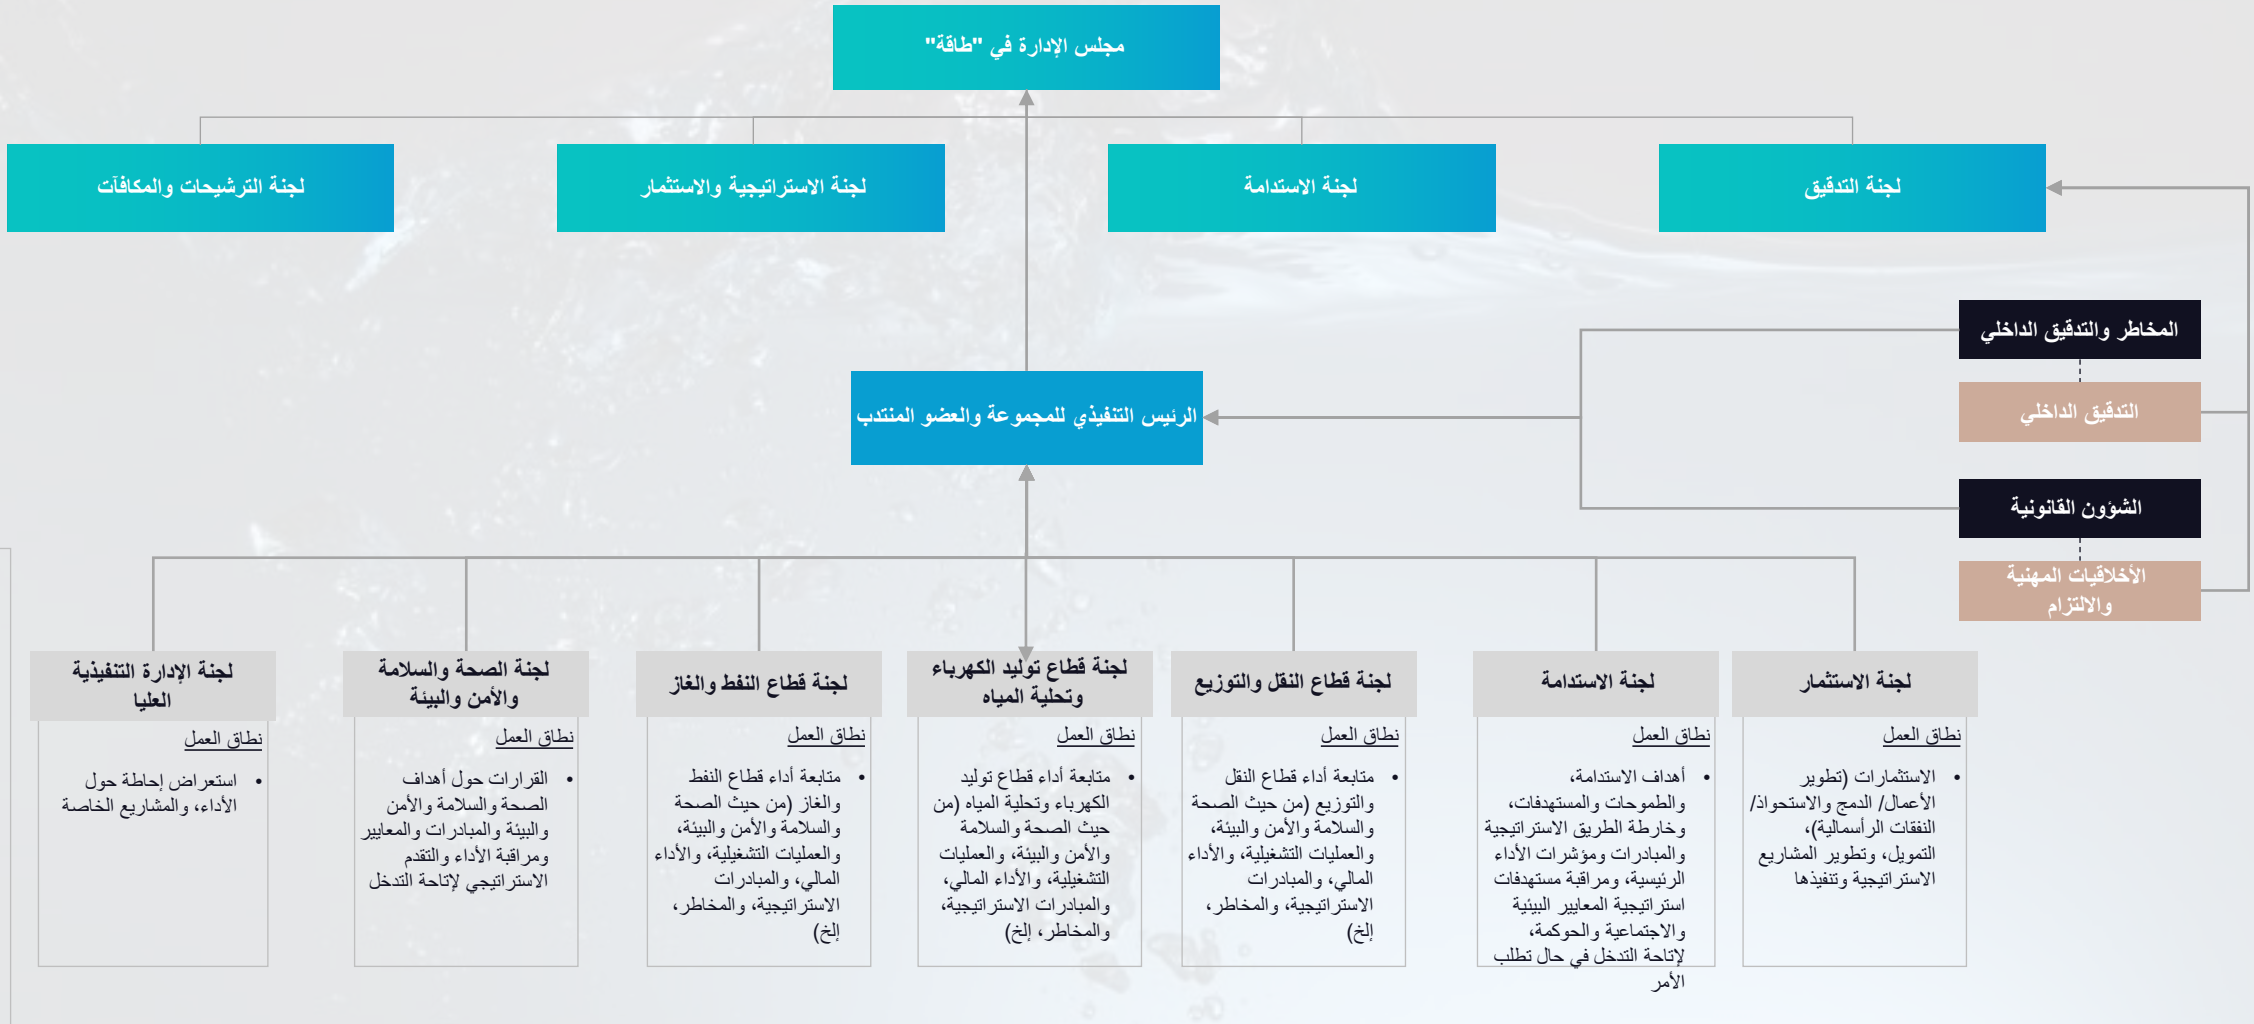 مجلس الإدارة في "طاقة"
لجنة التدقيق
لجنة الاستدامة
لجنة الاستراتيجية والاستثمار
لجنة الترشيحات والمكافآت
المخاطر والتدقيق الداخلي
التدقيق الداخلي
الشؤون القانونية
الأخلاقيات المهنية
والالتزام
الرئيس التنفيذي للمجموعة والعضو المنتدب
لجنة الاستثمار
نطاق العمل
• الاستثمارات (تطوير
الأعمال/ الدمج والاستحواذ/
النفقات الرأسمالية)،
التمويل، وتطوير المشاريع
الاستراتيجية وتنفيذها
لجنة الاستدامة
نطاق العمل
• أهداف الاستدامة،
والطموحات والمستهدفات،
وخارطة الطريق الاستراتيجية
والمبادرات ومؤشرات الأداء
الرئيسية، ومراقبة مستهدفات
استراتيجية المعايير البيئية
والاجتماعية والحوكمة،
لإتاحة التدخل في حال تطلب
الأمر
لجنة قطاع النقل والتوزيع
نطاق العمل
• متابعة أداء قطاع النقل
والتوزيع (من حيث الصحة
والسلامة والأمن والبيئة،
والعمليات التشغيلية، والأداء
المالي، والمبادرات
الاستراتيجية، والمخاطر،
إلخ)
لجنة قطاع توليد الكهرباء
وتحلية المياه
نطاق العمل
• متابعة أداء قطاع توليد
الكهرباء وتحلية المياه (من
حيث الصحة والسلامة
والأمن والبيئة، والعمليات
التشغيلية، والأداء المالي،
والمبادرات الاستراتيجية،
والمخاطر، إلخ)
لجنة قطاع النفط والغاز
نطاق العمل
• متابعة أداء قطاع النفط
والغاز (من حيث الصحة
والسلامة والأمن والبيئة،
والعمليات التشغيلية، والأداء
المالي، والمبادرات
الاستراتيجية، والمخاطر،
إلخ)
لجنة الصحة والسلامة
والأمن والبيئة
نطاق العمل
• القرارات حول أهداف
الصحة والسلامة والأمن
والبيئة والمبادرات والمعايير
ومراقبة الأداء والتقدم
الاستراتيجي لإتاحة التدخل
لجنة الإدارة التنفيذية
العليا
نطاق العمل
• استعراض إحاطة حول
الأداء، والمشاريع الخاصة